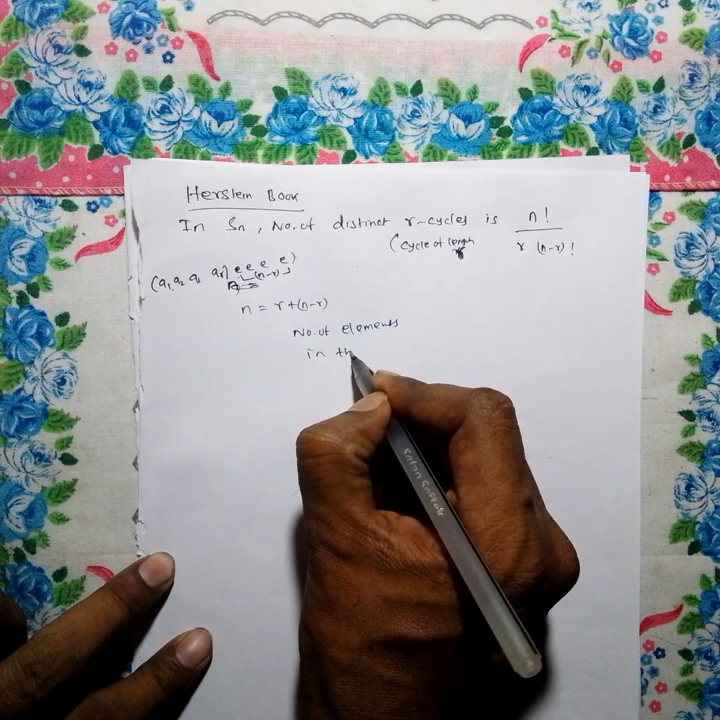 Herstein Book
In Sn, No. of distinct r-cycles is n! / r (n-r)!
(Cycle of length r)
(a1 a2 a3 ar) e e e e
(n-r)
n = r + (n-r)
No. of elements
in th